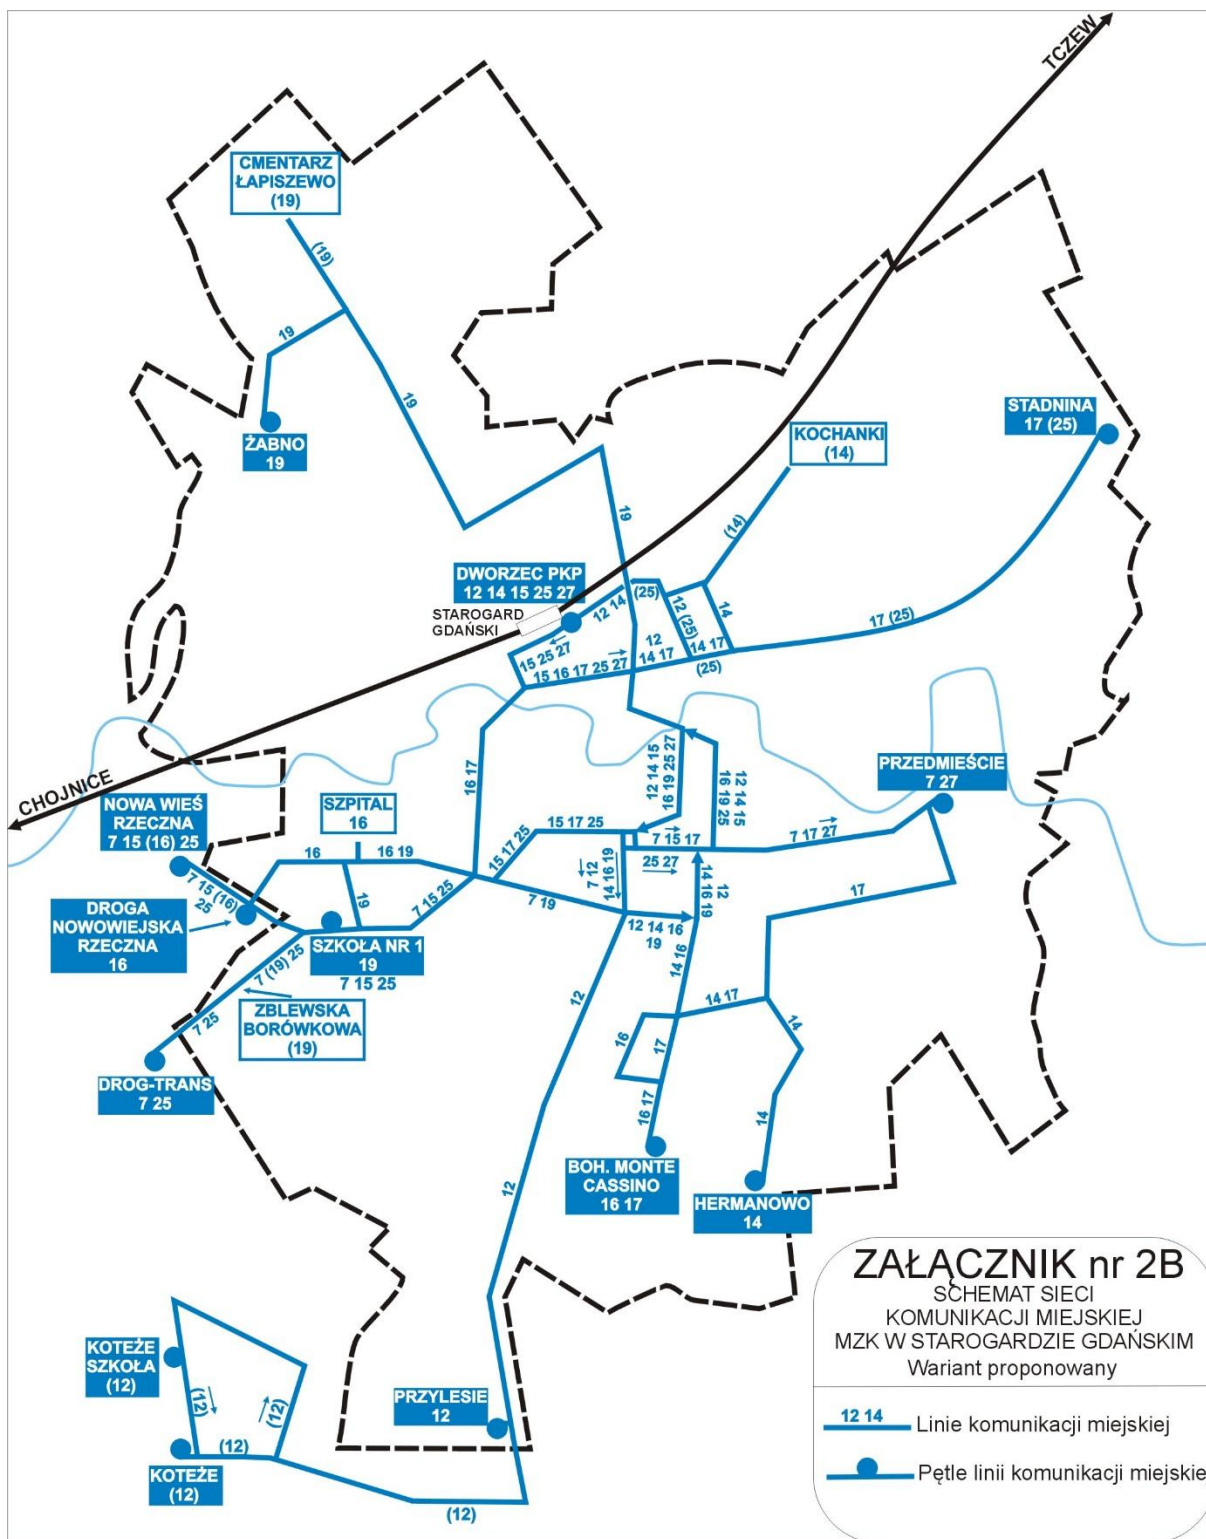 TCZEW
CMENTARZ
ŁAPISZEWO
(19)
(19)
19
19
ŻABNO
19
STADNINA
17 (25)
KOCHANKI
(14)
(14)
19
DWORZEC PKP
12 14 15 25 27
STAROGARD
GDAŃSKI
12 14
(25)
12 (25)
14
17 (25)
15 25 27
15 16 17 25 27
12
14 17
14 17
(25)
CHOJNICE
16 17
12 14 15
16 19 25 27
12 14 15
16 19 25
PRZEDMIEŚCIE
7 27
NOWA WIEŚ
RZECZNA
7 15 (16) 25
SZPITAL
16
16
16 19
15 17 25
15 17 25
7 15 17
25 27
7 17 27
7 12
14 16 19
12
14 16 19
17
7 15 (16)
25
19
7 15 25
7 19
12 14 16
19
DROGA
NOWOWIEJSKA
RZECZNA
16
SZKOŁA NR 1
19
7 15 25
7 (19) 25
7 25
ZBLEWSKA
BORÓWKOWA
(19)
DROG-TRANS
7 25
12
14 16
14 17
14
16
17
16 17
14
BOH. MONTE
CASSINO
16 17
HERMANOWO
14
12
KOTEŻE
SZKOŁA
(12)
(12)
(12)
KOTEŻE
(12)
(12)
PRZYLESIE
12
(12)
ZAŁĄCZNIK nr 2B
SCHEMAT SIECI
KOMUNIKACJI MIEJSKIEJ
MZK W STAROGARDZIE GDAŃSKIM
Wariant proponowany
12 14 Linie komunikacji miejskiej
Pętle linii komunikacji miejskie